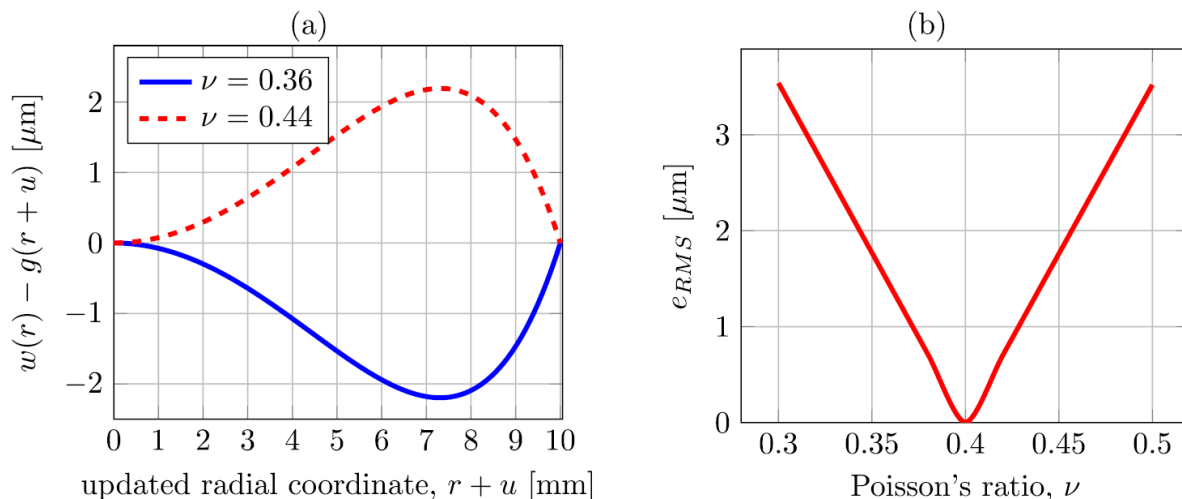 (a)
ν = 0.36
ν = 0.44
w(r) − g(r + u) [μm]
2
1
0
−1
−2
0 1 2 3 4 5 6 7 8 9 10
updated radial coordinate, r + u [mm]
(b)
e_{RMS} [μm]
3
2
1
0
0.3 0.35 0.4 0.45 0.5
Poisson's ratio, ν